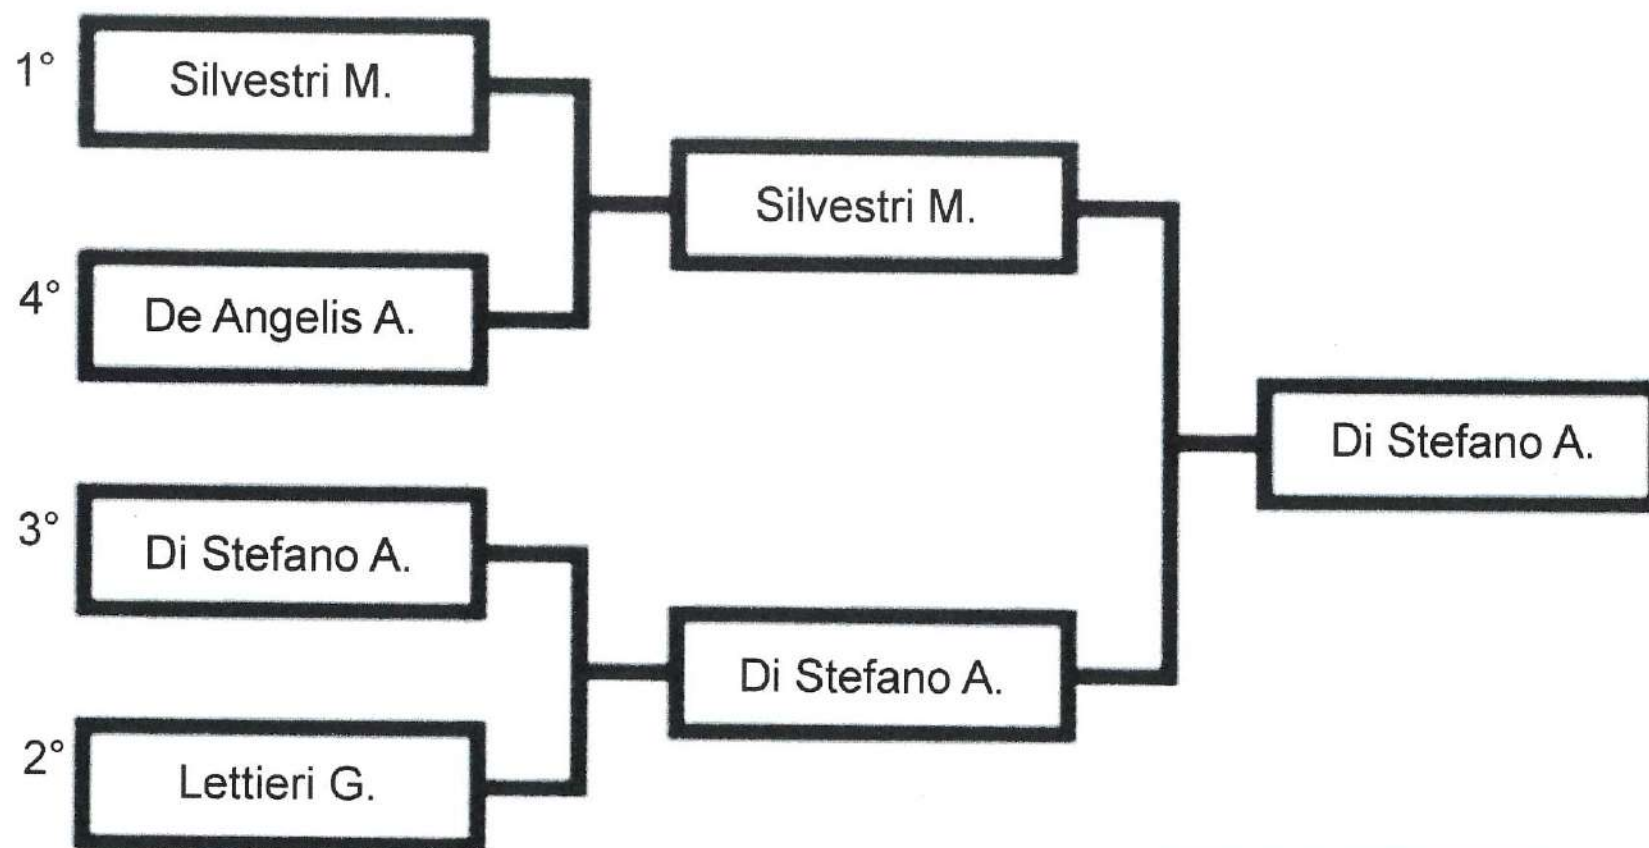 1°
Silvestri M.
4°
De Angelis A.
3°
Di Stefano A.
2°
Lettieri G.
Silvestri M.
Di Stefano A.
Di Stefano A.